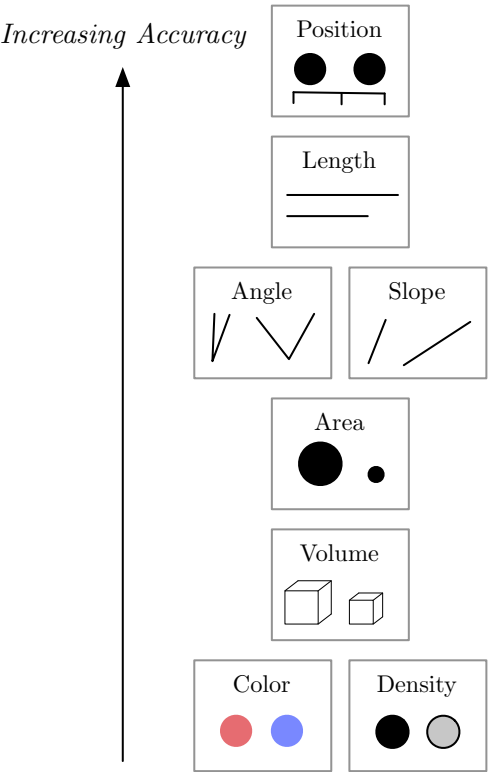 Increasing Accuracy
Position
Length
Angle
Slope
Area
Volume
Color
Density